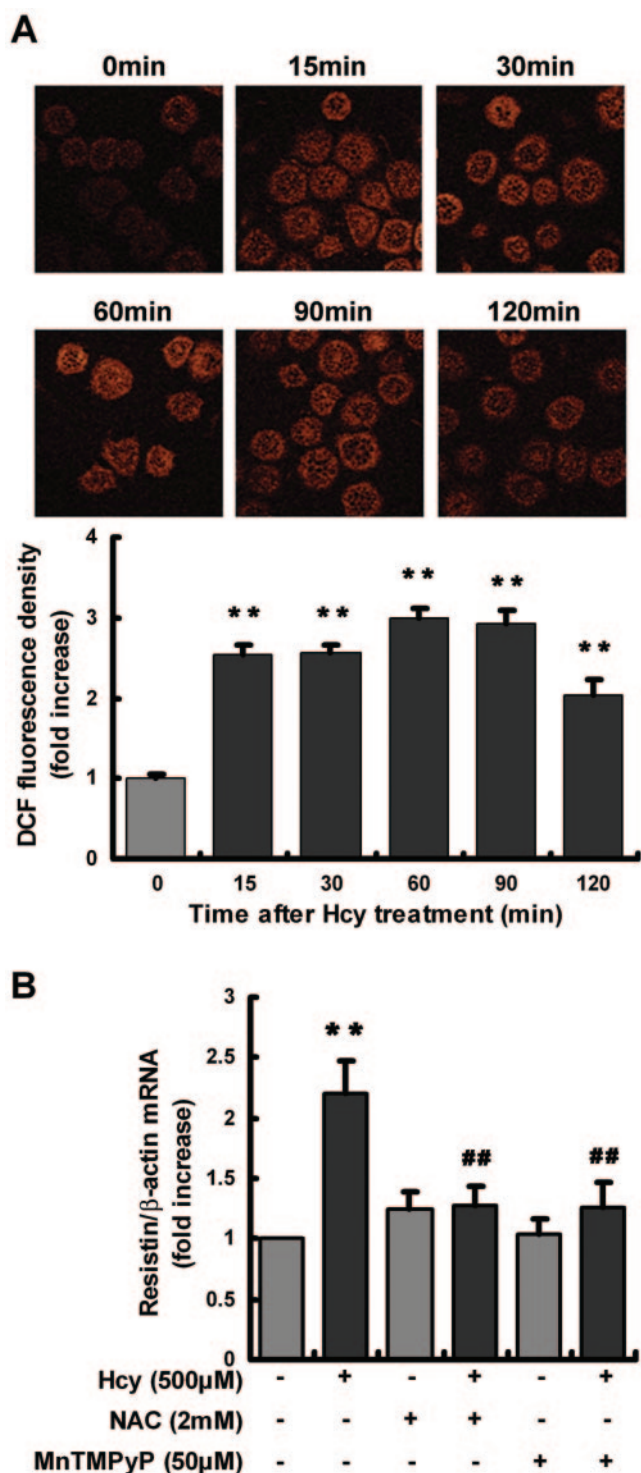 A
0min 15min 30min
60min 90min 120min
4
3
2
1
0
DCF fluorescence density
(fold increase)
** ** ** ** **
0 15 30 60 90 120
Time after Hcy treatment (min)
B
3
2.5
2
1.5
1
0.5
0
Resistin/β-actin mRNA
(fold increase)
** ## ##
Hcy (500μM) - + - + - +
NAC (2mM) - - + + - -
MnTMPyP (50μM) - - - - + +